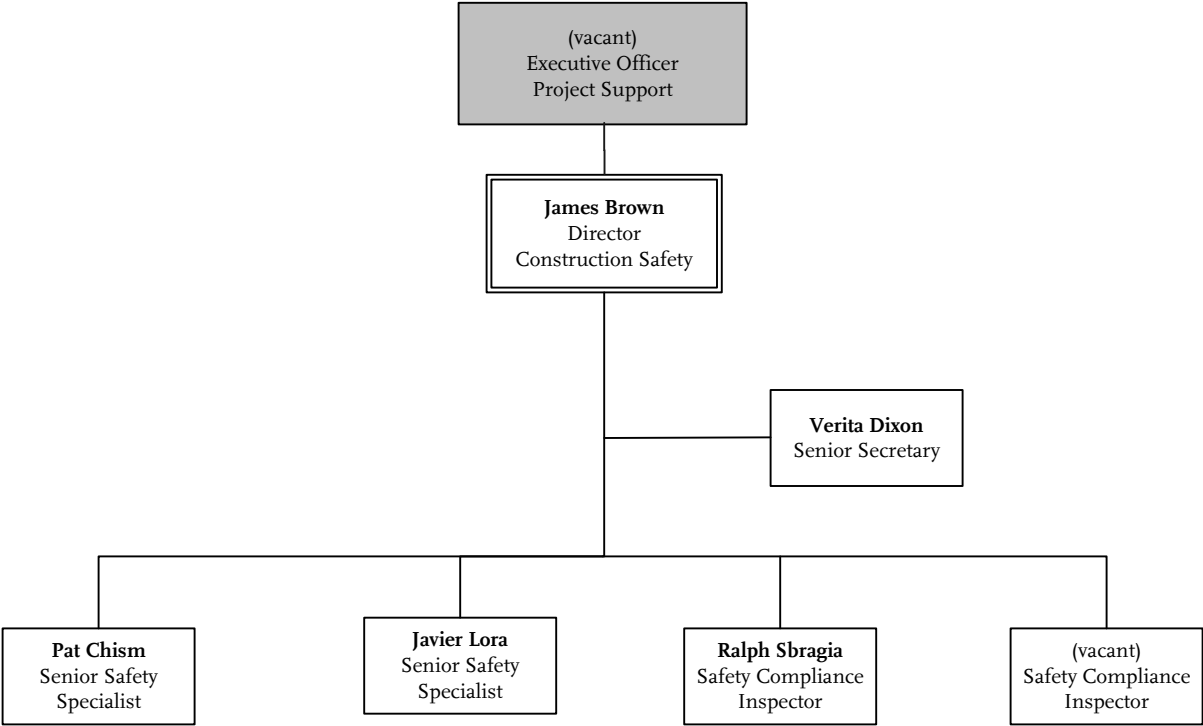 (vacant)
Executive Officer
Project Support
James Brown
Director
Construction Safety
Verita Dixon
Senior Secretary
Pat Chism
Senior Safety
Specialist
Javier Lora
Senior Safety
Specialist
Ralph Sbragia
Safety Compliance
Inspector
(vacant)
Safety Compliance
Inspector